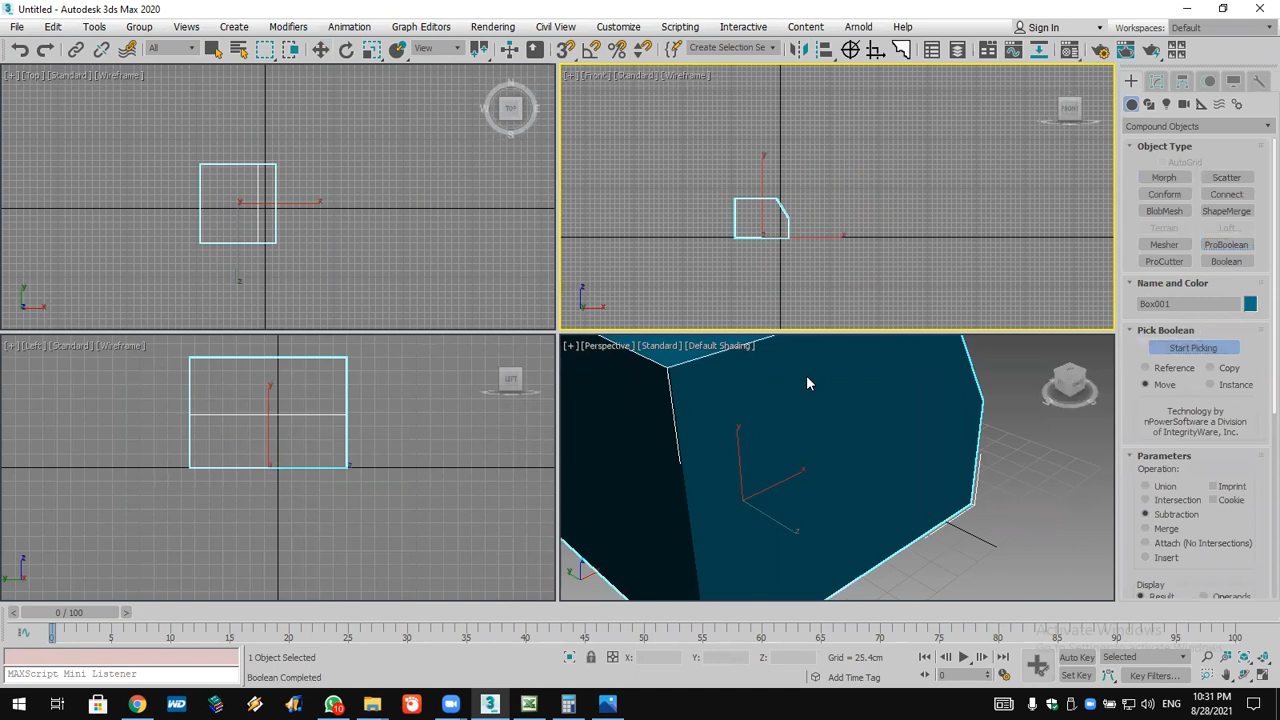 Untitled - Autodesk 3ds Max 2020
File Edit Tools Group Views Create Modifiers Animation Graph Editors Rendering Civil View Customize Scripting Interactive Content Arnold Help Sign In Workspaces: Default
All View Create Selection Se
[+] [Top] [Standard] [Wireframe]
[+] [Front] [Standard] [Wireframe]
N
W TOP E
S
FRONT
Compound Objects
Object Type
AutoGrid
Morph Scatter
Conform Connect
BlobMesh ShapeMerge
Terrain Loft
Mesher ProBoolean
ProCutter Boolean
Name and Color
Box001
Pick Boolean
Start Picking
Reference Copy
Move Instance
Technology by
nPowerSoftware a Division
of IntegrityWare, Inc.
Parameters
Operation:
Union Imprint
Intersection Cookie
Subtraction
Merge
Attach (No Intersections)
Insert
Display
Result Operands
[+] [Left] [Standard] [Wireframe]
[+] [Perspective] [Standard] [Default Shading]
LEFT
y
x
z
< 0 / 100 >
0 5 10 15 20 25 30 35 40 45 50 55 60 65 70 75 80 85 90 95 100
Activate Windows
1 Object Selected
X: Y: Z: Grid = 25.4cm
Auto Key Selected
MAXScript Mini Listener
Boolean Completed
Add Time Tag
0
Set Key Key Filters...
10
ENG
10:31 PM
8/28/2021